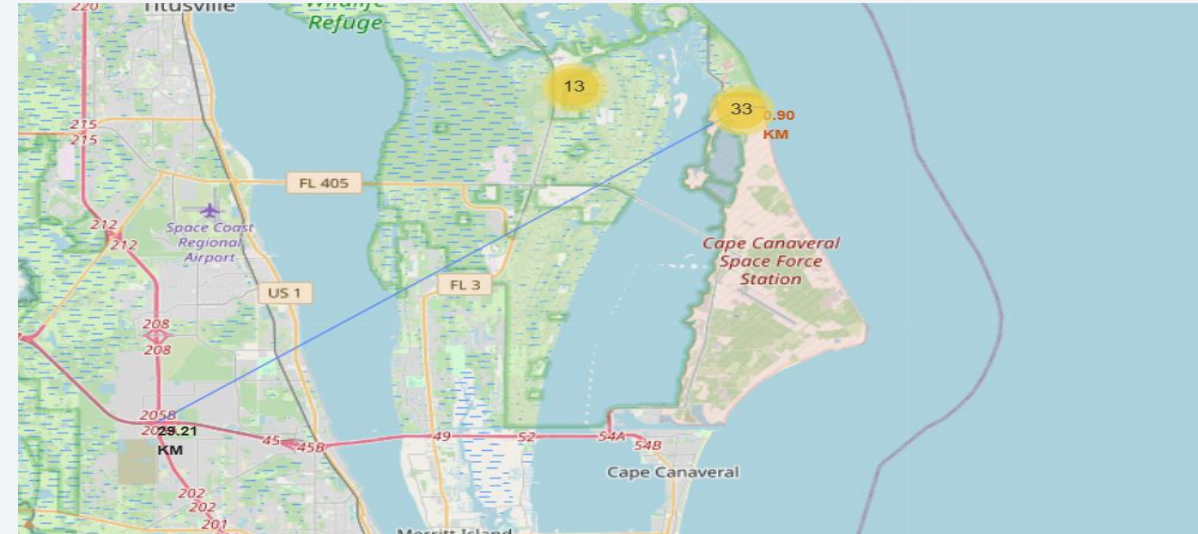 220
Titusville
Wildlife
Refuge
13
33
0.90
KM
215
215
FL 405
212
212
Space Coast
Regional
Airport
Cape Canaveral
Space Force
Station
FL 3
US 1
208
208
205B
29.21
KM
45
45B
49
52
54A
54B
Cape Canaveral
202
202
201
Merritt Island